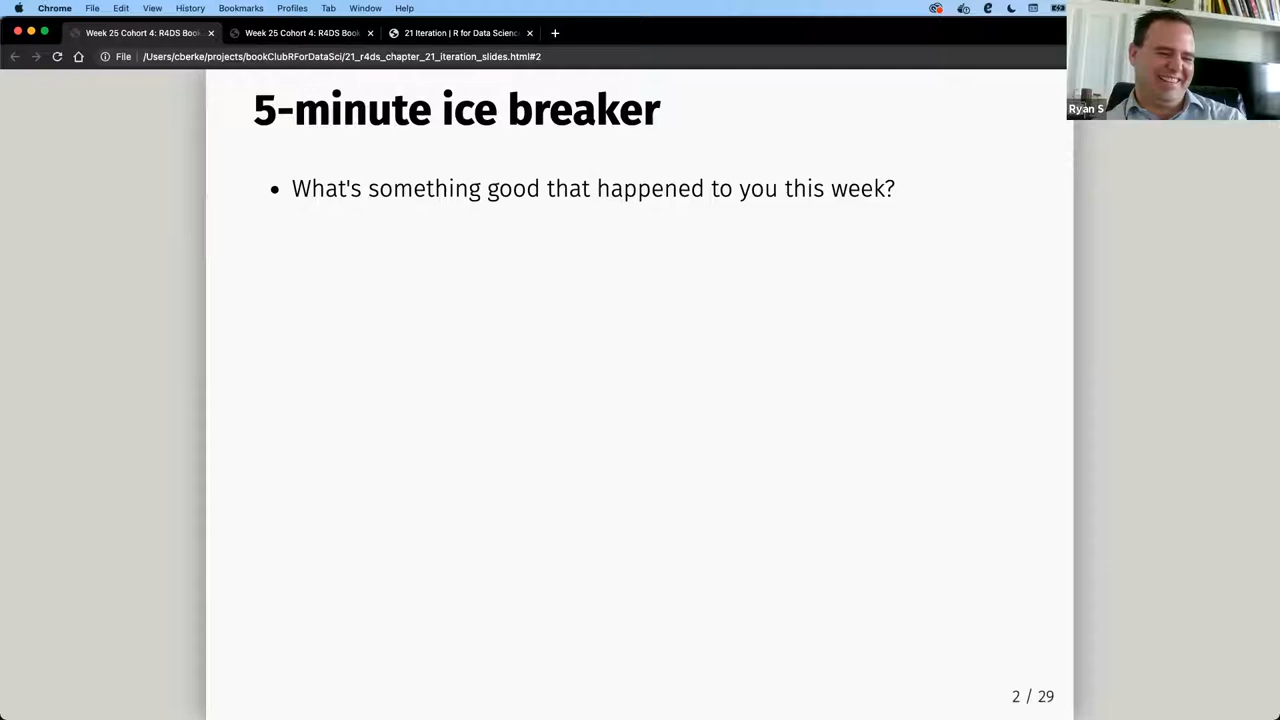 Chrome File Edit View History Bookmarks Profiles Tab Window Help
Week 25 Cohort 4: R4DS Book
Week 25 Cohort 4: R4DS Book
21 Iteration | R for Data Scienc
File /Users/cberke/projects/bookClubRForDataSci/21_r4ds_chapter_21_iteration_slides.html#2
Ryan S
5-minute ice breaker
• What's something good that happened to you this week?
2 / 29